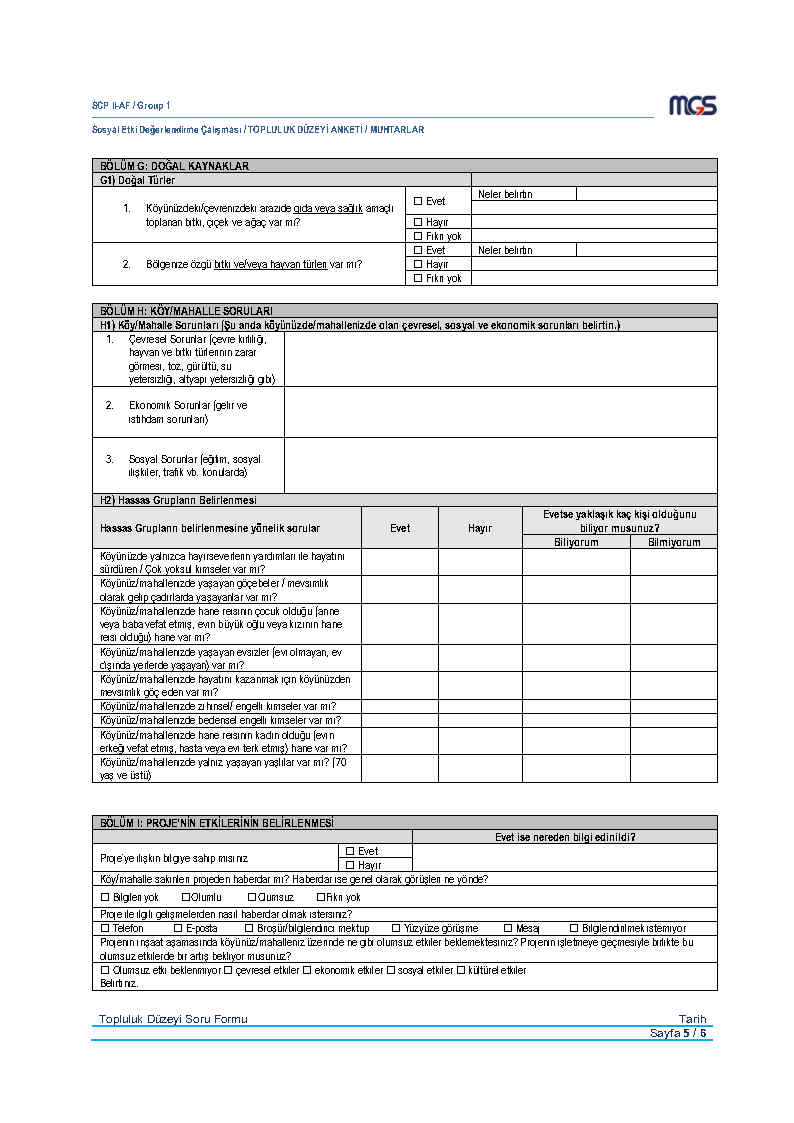 SCP II-AF / Group 1
MGS
Sosyal Etki Değerlendirme Çalışması / TOPLULUK DÜZEYİ ANKETİ / MUHTARLAR
BÖLÜM G: DOĞAL KAYNAKLAR
G1) Doğal Türler
1. Köyünüzdeki/çevrenizdeki arazide gıda veya sağlık amaçlı
toplanan bitki, çiçek ve ağaç var mı?
☐ Evet
Neler belirtin
☐ Hayır
☐ Fikri yok
2. Bölgenize özgü bitki ve/veya hayvan türleri var mı?
☐ Evet
Neler belirtin
☐ Hayır
☐ Fikri yok
BÖLÜM H: KÖY/MAHALLE SORULARI
H1) Köy/Mahalle Sorunları (Şu anda köyünüzde/mahallenizde olan çevresel, sosyal ve ekonomik sorunları belirtin.)
1. Çevresel Sorunlar (çevre kirliliği,
hayvan ve bitki türlerinin zarar
görmesi, toz, gürültü, su
yetersizliği, altyapı yetersizliği gibi)
2. Ekonomik Sorunlar (gelir ve
istihdam sorunları)
3. Sosyal Sorunlar (eğitim, sosyal
ilişkiler, trafik vb. konularda)
H2) Hassas Grupların Belirlenmesi
Hassas Grupların belirlenmesine yönelik sorular
Evet
Hayır
Evetse yaklaşık kaç kişi olduğunu
biliyor musunuz?
Biliyorum
Bilmiyorum
Köyünüzde yalnızca hayırseverlerin yardımları ile hayatını
sürdüren / Çok yoksul kimseler var mı?
Köyünüz/mahallenizde yaşayan göçebeler / mevsimlik
olarak gelip çadırlarda yaşayanlar var mı?
Köyünüz/mahallenizde hane reisinin çocuk olduğu (anne
veya baba vefat etmiş, evin büyük oğlu veya kızının hane
reisi olduğu) hane var mı?
Köyünüz/mahallenizde yaşayan evsizler (evi olmayan, ev
dışında yerlerde yaşayan) var mı?
Köyünüz/mahallenizde hayatını kazanmak için köyünüzden
mevsimlik göç eden var mı?
Köyünüz/mahallenizde zihinsel/ engelli kimseler var mı?
Köyünüz/mahallenizde bedensel engelli kimseler var mı?
Köyünüz/mahallenizde hane reisinin kadın olduğu (evin
erkeği vefat etmiş, hasta veya evi terk etmiş) hane var mı?
Köyünüz/mahallenizde yalnız yaşayan yaşlılar var mı? (70
yaş ve üstü)
BÖLÜM I: PROJE'NİN ETKİLERİNİN BELİRLENMESİ
Evet ise nereden bilgi edinildi?
Proje'ye ilişkin bilgiye sahip misiniz
☐ Evet
☐ Hayır
Köy/mahalle sakinleri projeden haberdar mı? Haberdar ise genel olarak görüşleri ne yönde?
☐ Bilgileri yok ☐Olumlu ☐Olumsuz ☐Fikri yok
Proje ile ilgili gelişmelerden nasıl haberdar olmak istersiniz?
☐ Telefon ☐ E-posta ☐ Broşür/bilgilendirici mektup ☐ Yüzyüze görüşme ☐ Mesaj ☐ Bilgilendirilmek istemiyor
Projenin inşaat aşamasında köyünüz/mahalleniz üzerinde ne gibi olumsuz etkiler beklemektesiniz? Projenin işletmeye geçmesiyle birlikte bu
olumsuz etkilerde bir artış bekliyor musunuz?
☐ Olumsuz etki beklenmiyor ☐ çevresel etkiler ☐ ekonomik etkiler ☐ sosyal etkiler ☐ kültürel etkiler
Belirtiniz.
Topluluk Düzeyi Soru Formu
Tarih
Sayfa 5 / 6